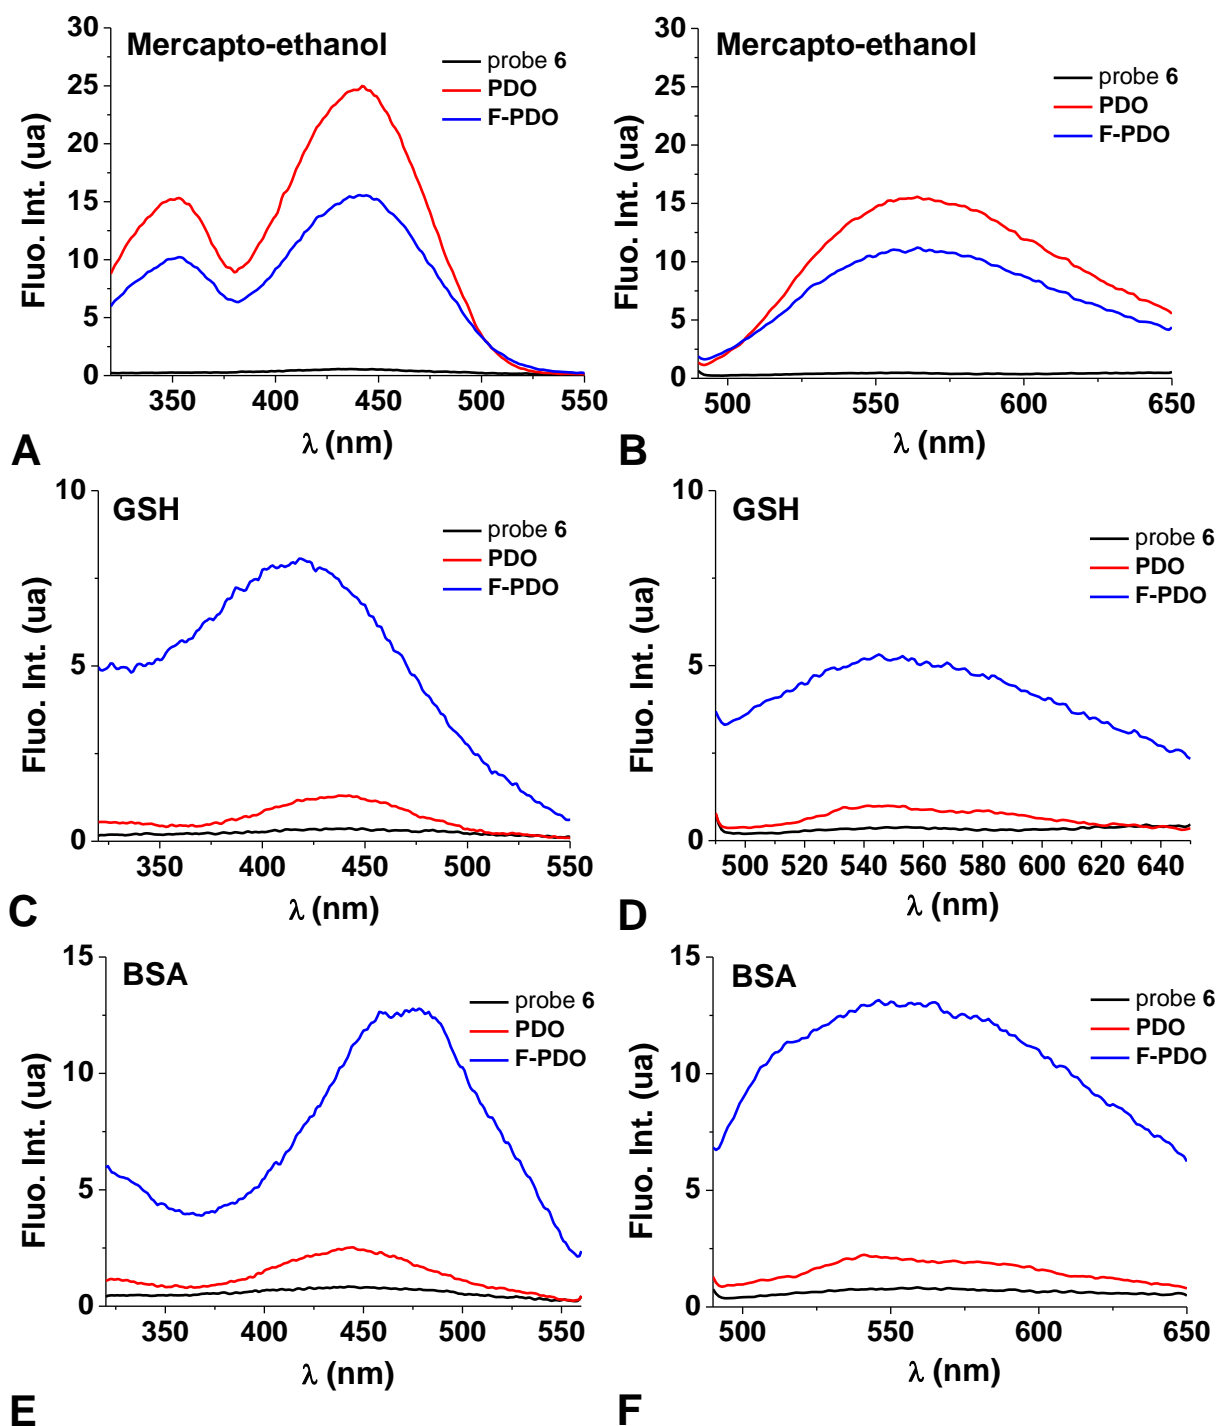 Mercapto-ethanol
probe 6
PDO
F-PDO
Fluo. Int. (ua)
30
25
20
15
10
5
0
350 400 450 500 550
λ (nm)
A
Mercapto-ethanol
probe 6
PDO
F-PDO
Fluo. Int. (ua)
30
25
20
15
10
5
0
500 550 600 650
λ (nm)
B
GSH
probe 6
PDO
F-PDO
Fluo. Int. (ua)
10
5
0
350 400 450 500 550
λ (nm)
C
GSH
probe 6
PDO
F-PDO
Fluo. Int. (ua)
10
5
0
500 520 540 560 580 600 620 640
λ (nm)
D
BSA
probe 6
PDO
F-PDO
Fluo. Int. (ua)
15
10
5
0
350 400 450 500 550
λ (nm)
E
BSA
probe 6
PDO
F-PDO
Fluo. Int. (ua)
15
10
5
0
500 550 600 650
λ (nm)
F